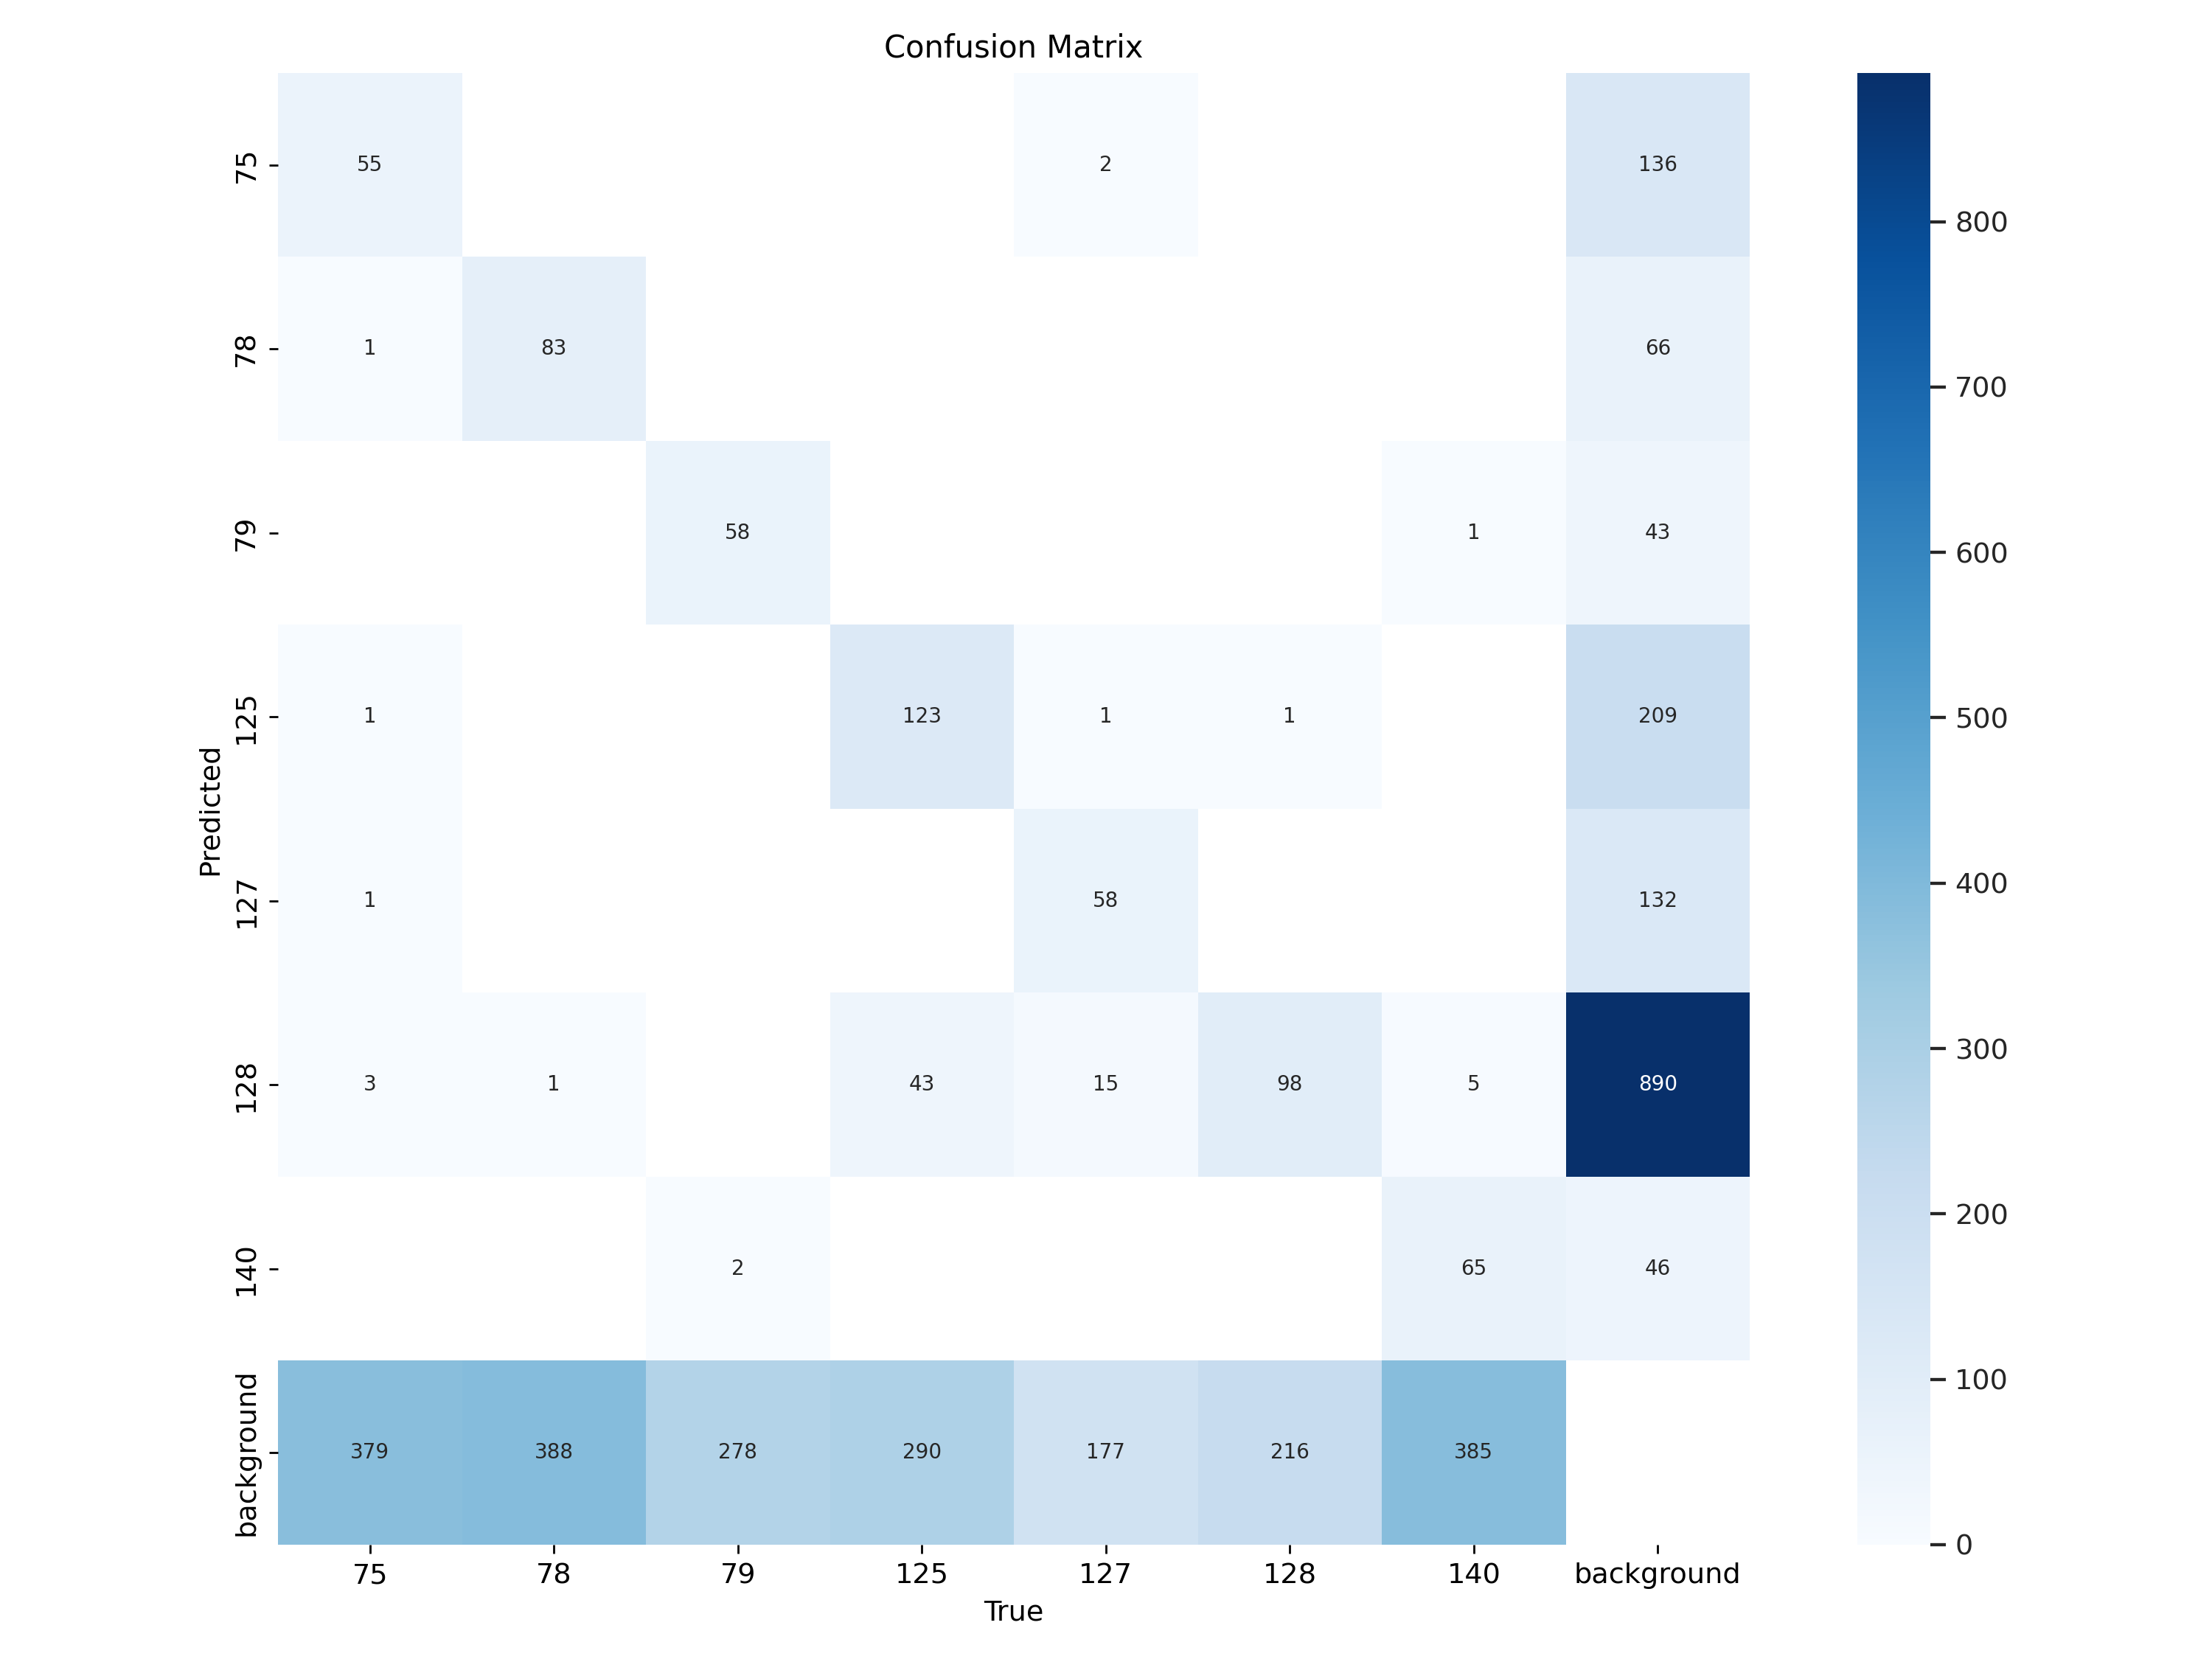 Confusion Matrix
75 55 2 136
78 1 83 66
79 58 1 43
125 1 123 1 1 209
127 1 58 132
128 3 1 43 15 98 5 890
140 2 65 46
background 379 388 278 290 177 216 385
75 78 79 125 127 128 140 background
True
Predicted
800
700
600
500
400
300
200
100
0